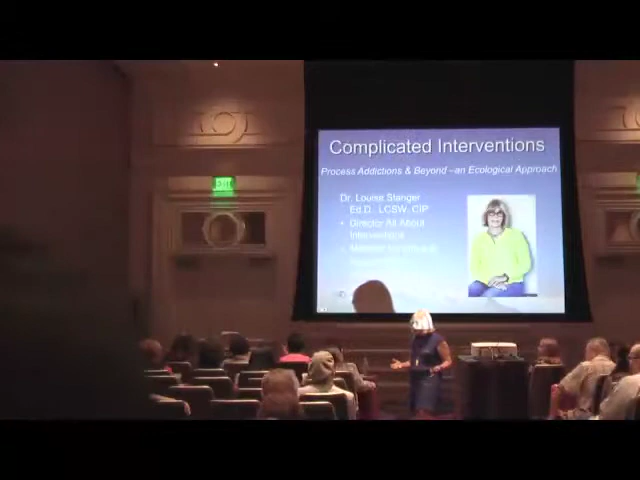 EXIT
Complicated Interventions
Process Addictions & Beyond –an Ecological Approach
Dr. Louise Stanger
Ed.D., LCSW, CIP
• Director All About
Interventions